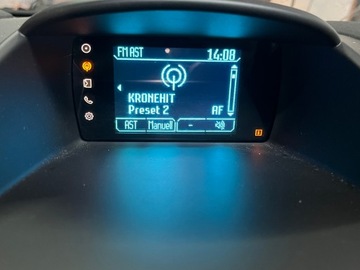 FM AST 14:08
KRONEHIT
Preset 2 AF
AST Manuell -